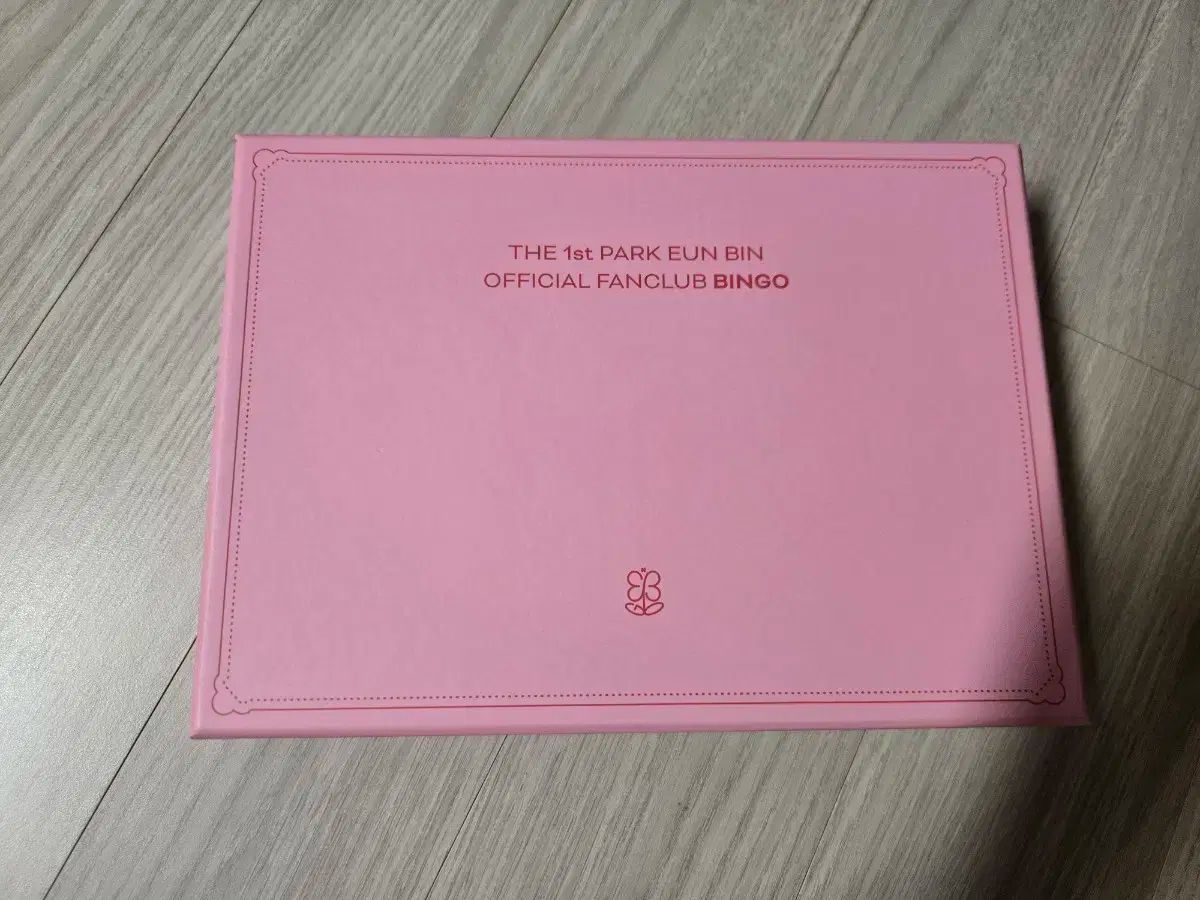 THE 1st PARK EUN BIN
OFFICIAL FANCLUB BINGO